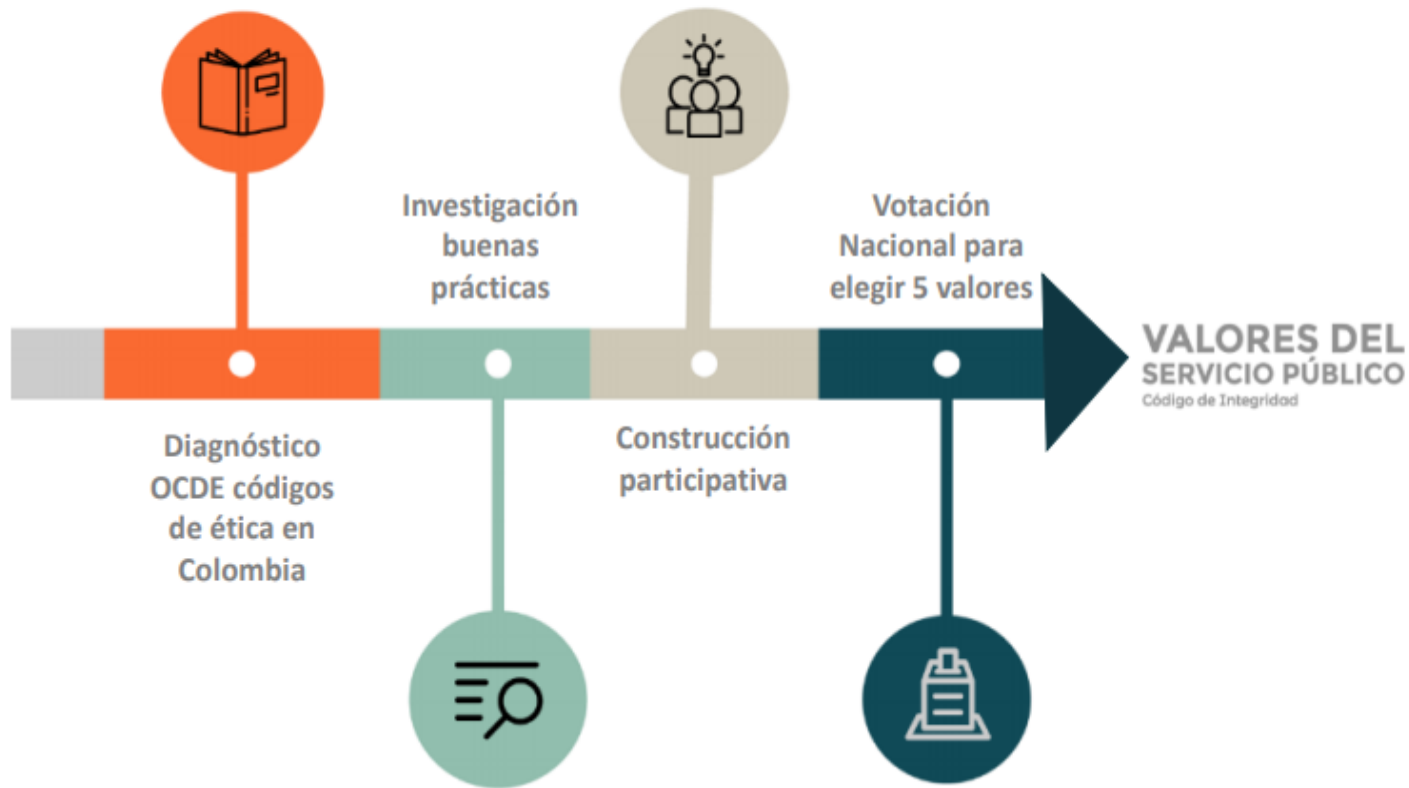 Diagnóstico
OCDE códigos
de ética en
Colombia
Investigación
buenas
prácticas
Construcción
participativa
Votación
Nacional para
elegir 5 valores
VALORES DEL
SERVICIO PÚBLICO
Código de Integridad